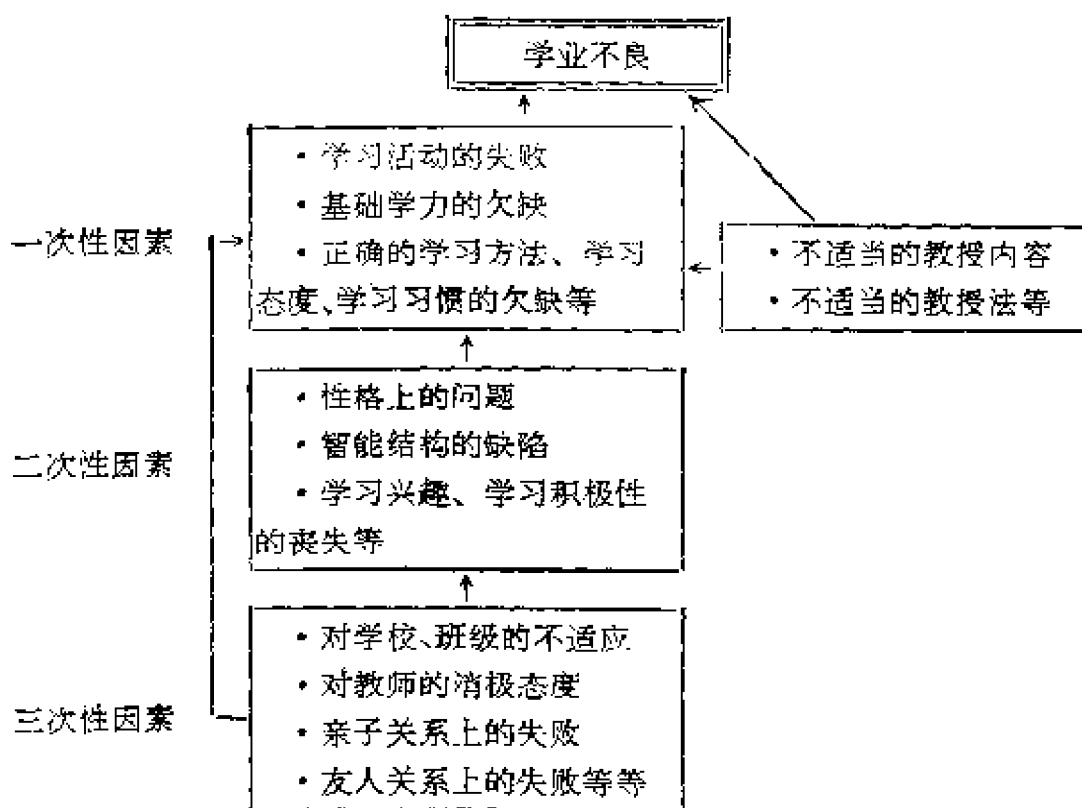 学业不良
• 学习活动的失败
• 基础学力的欠缺
一次性因素
• 正确的学习方法、学习
态度、学习习惯的欠缺等
• 不适当的教授内容
• 不适当的教授法等
• 性格上的问题
• 智能结构的缺陷
二次性因素
• 学习兴趣、学习积极性
的丧失等
• 对学校、班级的不适应
• 对教师的消极态度
三次性因素
• 亲子关系上的失败
• 友人关系上的失败等等